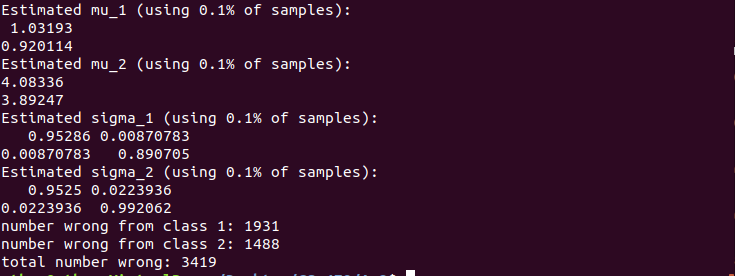 Estimated mu_1 (using 0.1% of samples):
1.03193
0.920114
Estimated mu_2 (using 0.1% of samples):
4.08336
3.89247
Estimated sigma_1 (using 0.1% of samples):
0.95286 0.00870783
0.00870783 0.890705
Estimated sigma_2 (using 0.1% of samples):
0.9525 0.0223936
0.0223936 0.992062
number wrong from class 1: 1931
number wrong from class 2: 1488
total number wrong: 3419